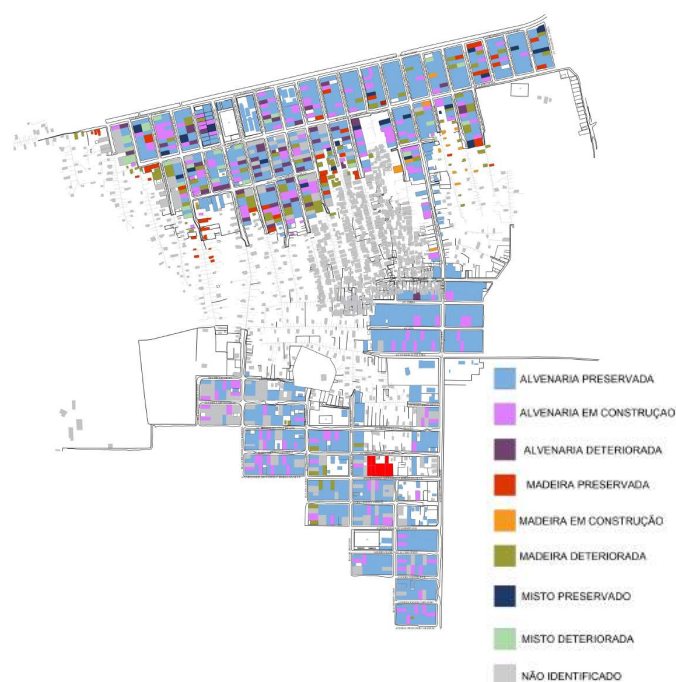 ALVENARIA PRESERVADA
ALVENARIA EM CONSTRUÇÃO
ALVENARIA DETERIORADA
MADEIRA PRESERVADA
MADEIRA EM CONSTRUÇÃO
MADEIRA DETERIORADA
MISTO PRESERVADO
MISTO DETERIORADA
NÃO IDENTIFICADO